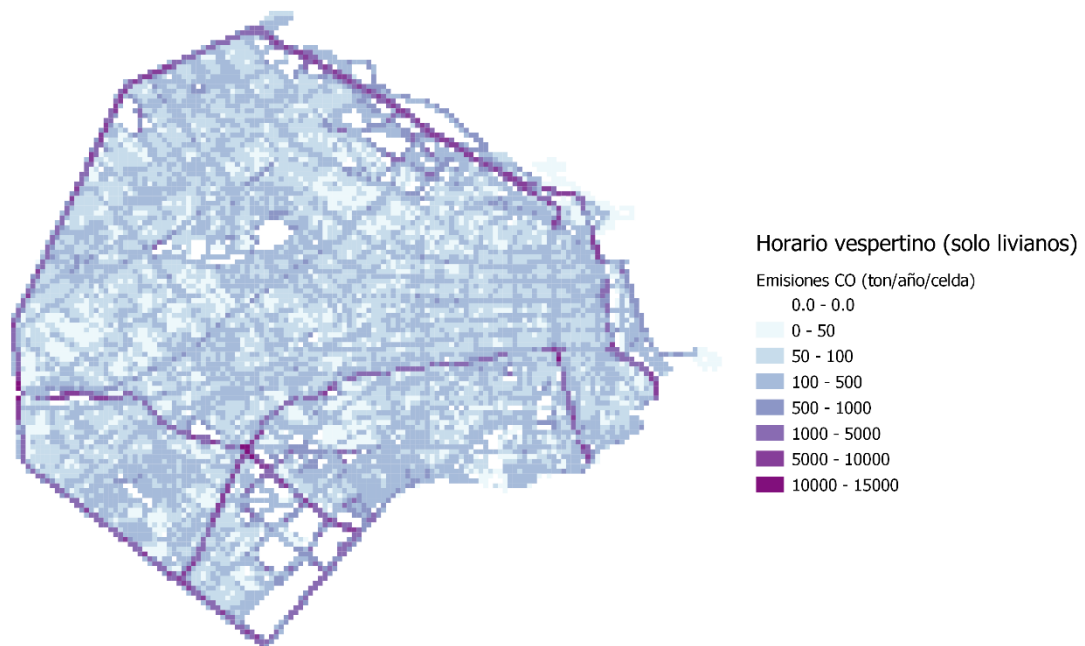 Horario vespertino (solo livianos)
Emisiones CO (ton/año/celda)
0.0 - 0.0
0 - 50
50 - 100
100 - 500
500 - 1000
1000 - 5000
5000 - 10000
10000 - 15000